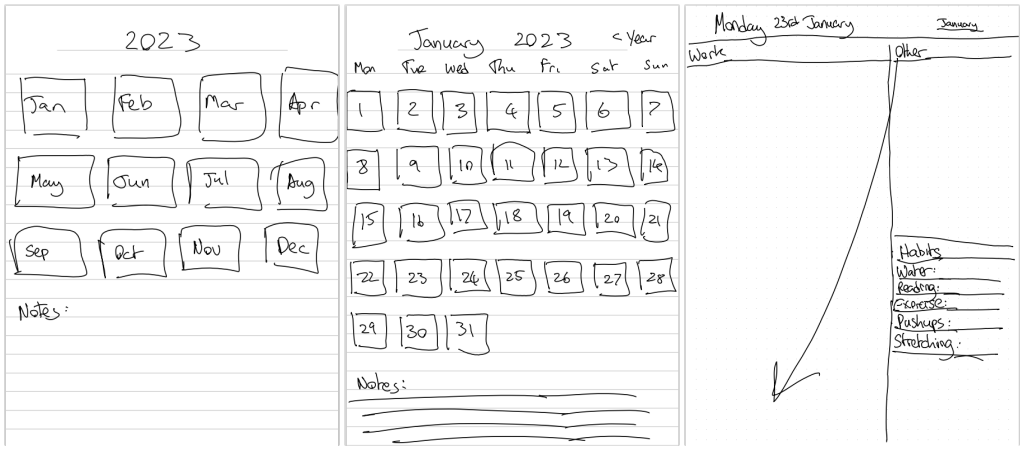 2023
Jan Feb Mar Apr
May Jun Jul Aug
Sep Oct Nov Dec
Notes:
January 2023 < Year
Mon Tue Wed Thu Fri Sat Sun
1 2 3 4 5 6 7
8 9 10 11 12 13 14
15 16 17 18 19 20 21
22 23 24 25 26 27 28
29 30 31
Notes:
Monday 23rd January January
Work Other
Habits
Water:
Reading:
Exercise:
Pushups:
Stretching: